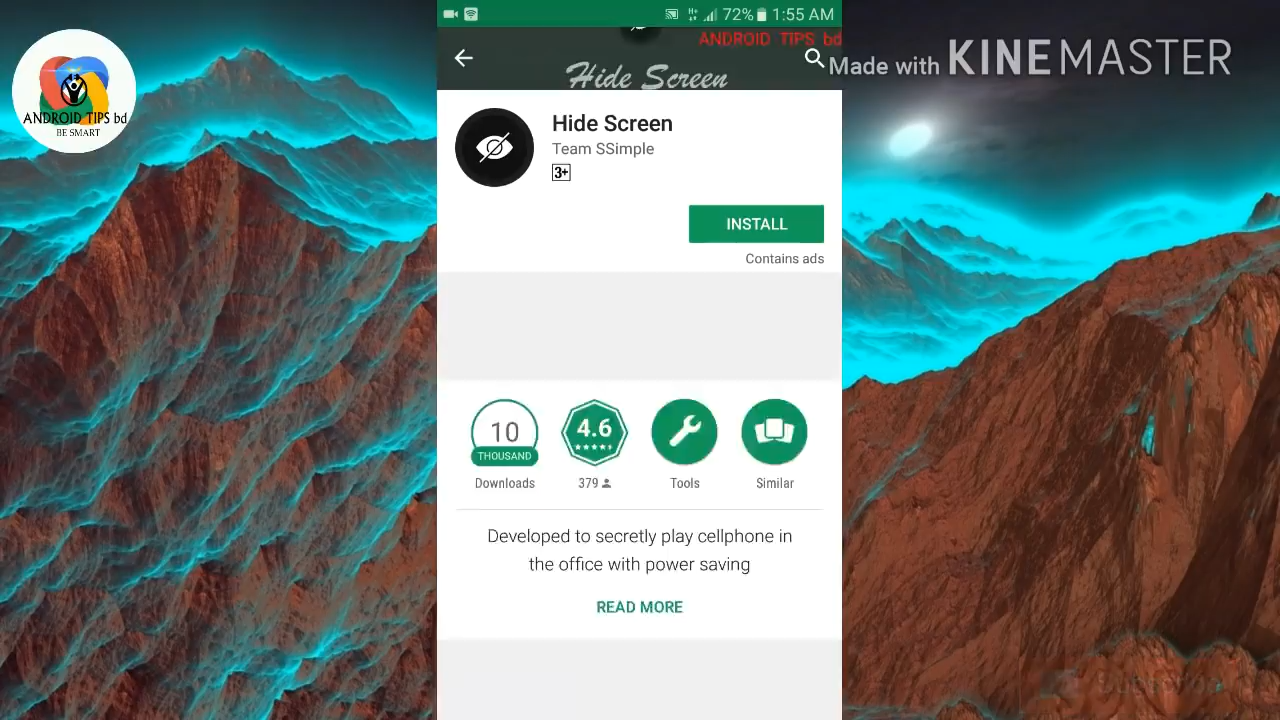 72% 1:55 AM
ANDROID TIPS bd
Hide Screen
Made with KINEMASTER
ANDROID TIPS bd
BE SMART
Hide Screen
Team SSimple
3+
INSTALL
Contains ads
10
THOUSAND
Downloads
4.6
379
Tools
Similar
Developed to secretly play cellphone in
the office with power saving
READ MORE
Subscribe